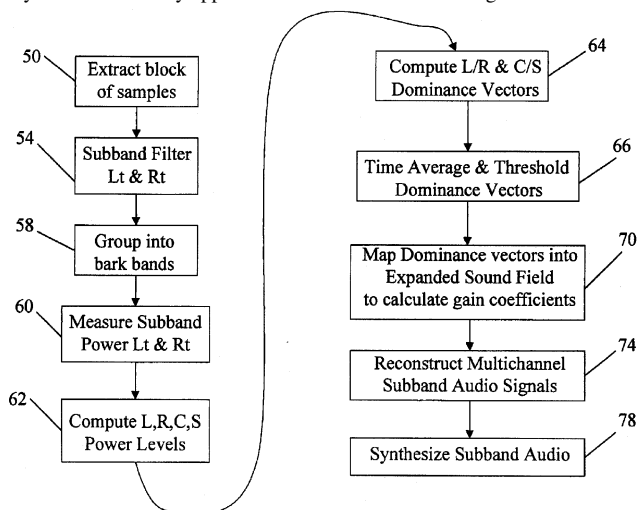 50
Extract block
of samples
54
Subband Filter
Lt & Rt
58
Group into
bark bands
60
Measure Subband
Power Lt & Rt
62
Compute L,R,C,S
Power Levels
64
Compute L/R & C/S
Dominance Vectors
66
Time Average & Threshold
Dominance Vectors
70
Map Dominance vectors into
Expanded Sound Field
to calculate gain coefficients
74
Reconstruct Multichannel
Subband Audio Signals
78
Synthesize Subband Audio